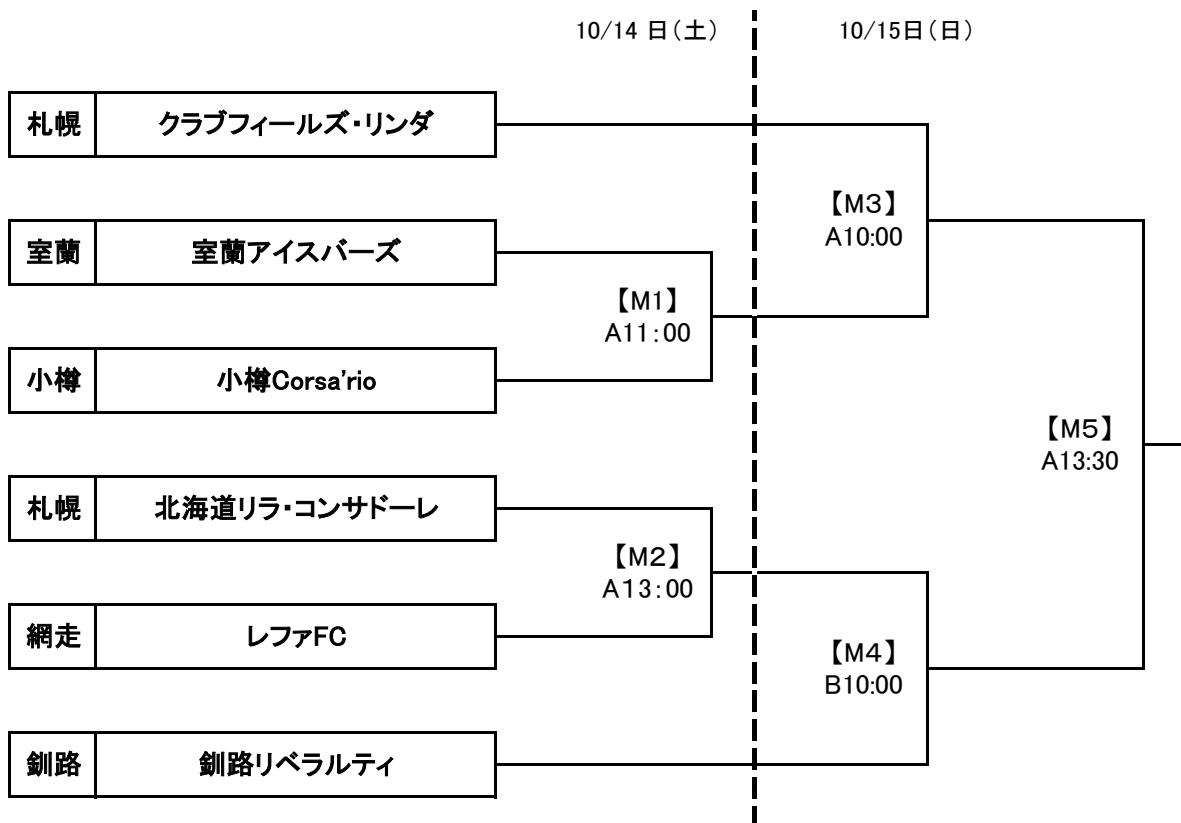 10/14 日（土）
10/15日（日）
札幌 クラブフィールズ・リンダ
【M3】
A10:00
室蘭 室蘭アイスバーズ
【M1】
A11：00
小樽 小樽Corsa'rio
【M5】
A13:30
札幌 北海道リラ・コンサドーレ
【M2】
A13：00
網走 レファFC
【M4】
B10:00
釧路 釧路リベラルティ